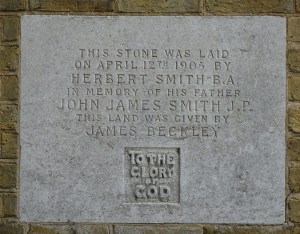 THIS STONE WAS LAID
ON APRIL 12TH 1905 BY
HERBERT SMITH B.A.
IN MEMORY OF HIS FATHER
JOHN JAMES SMITH J.P.
THIS LAND WAS GIVEN BY
JAMES BECKLEY
TO THE
GLORY
OF
GOD